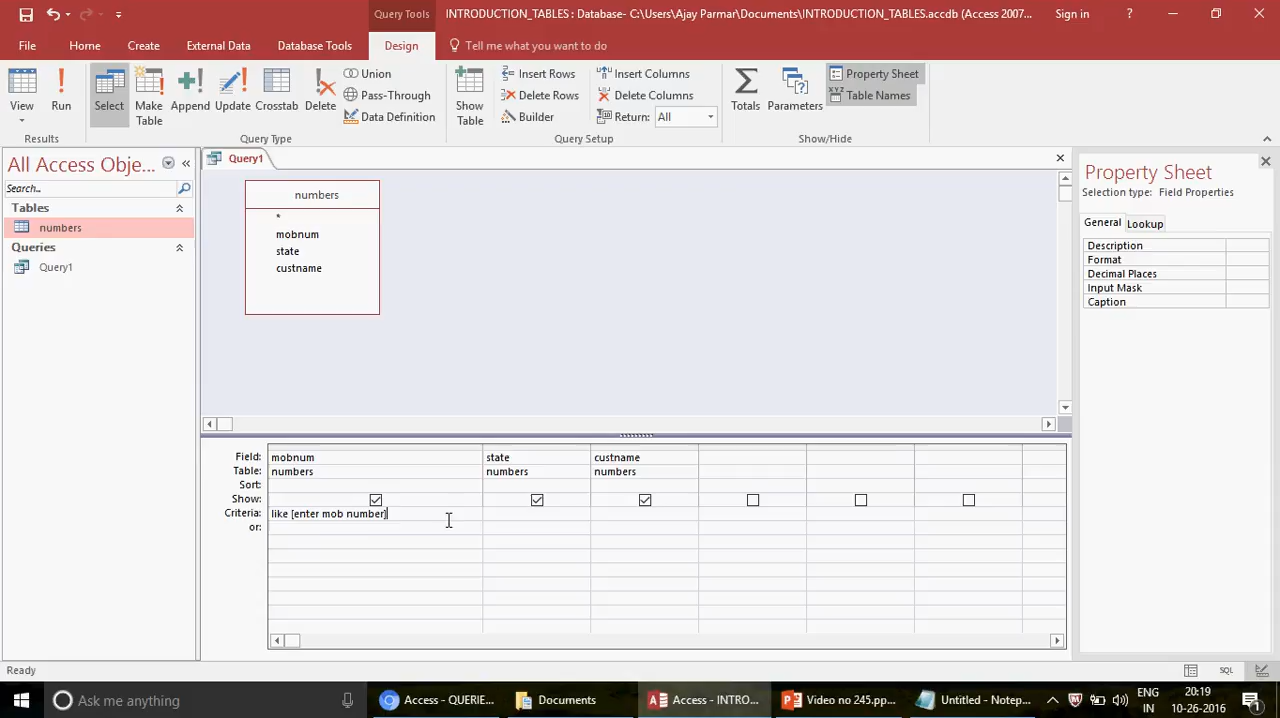 Query Tools
INTRODUCTION_TABLES : Database- C:\Users\Ajay Parmar\Documents\INTRODUCTION_TABLES.accdb (Access 2007...
Sign in
?
File
Home
Create
External Data
Database Tools
Design
Tell me what you want to do
View
Run
Select
Make Table
Append
Update
Crosstab
Delete
Union
Pass-Through
Data Definition
Show Table
Insert Rows
Delete Rows
Builder
Insert Columns
Delete Columns
Return: All
Totals
Parameters
Property Sheet
XYZ Table Names
Results
Query Type
Query Setup
Show/Hide
All Access Obje...
Search...
Tables
numbers
Queries
Query1
Query1
numbers
*
mobnum
state
custname
Property Sheet
Selection type: Field Properties
General Lookup
Description
Format
Decimal Places
Input Mask
Caption
Field: mobnum state custname
Table: numbers numbers numbers
Sort:
Show:
Criteria: like [enter mob number]
or:
Ready
SQL
Ask me anything
Access - QUERIE...
Documents
Access - INTRO...
Video no 245.pp...
Untitled - Notep...
ENG
IN
20:19
10-26-2016
1